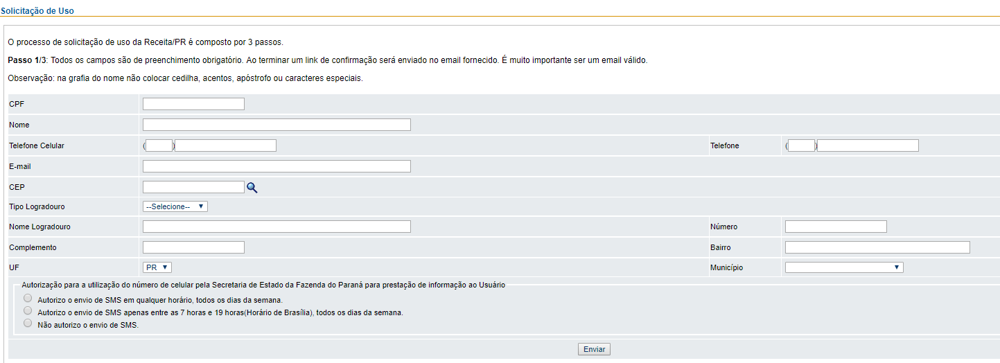 Solicitação de Uso
O processo de solicitação de uso da Receita/PR é composto por 3 passos.
Passo 1/3: Todos os campos são de preenchimento obrigatório. Ao terminar um link de confirmação será enviado no email fornecido. É muito importante ser um email válido.
Observação: na grafia do nome não colocar cedilha, acentos, apóstrofo ou caracteres especiais.
CPF
Nome
Telefone Celular ( ) Telefone ( )
E-mail
CEP
Tipo Logradouro --Selecione--
Nome Logradouro Número
Complemento Bairro
UF PR Município
Autorização para a utilização do número de celular pela Secretaria de Estado da Fazenda do Paraná para prestação de informação ao Usuário
Autorizo o envio de SMS em qualquer horário, todos os dias da semana.
Autorizo o envio de SMS apenas entre as 7 horas e 19 horas(Horário de Brasília), todos os dias da semana.
Não autorizo o envio de SMS.
Enviar